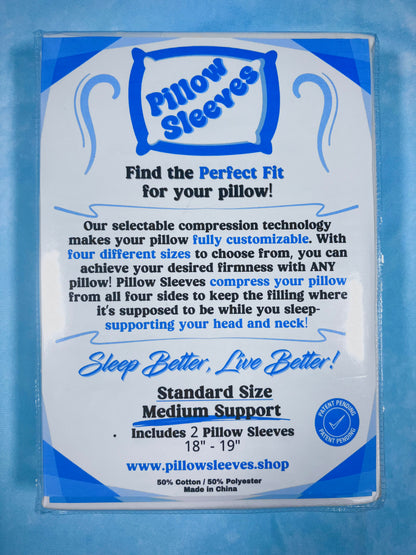 Pillow
Sleeves
Find the Perfect Fit
for your pillow!
Our selectable compression technology
makes your pillow fully customizable. With
four different sizes to choose from, you can
achieve your desired firmness with ANY
pillow! Pillow Sleeves compress your pillow
from all four sides to keep the filling where
it's supposed to be while you sleep-
supporting your head and neck!
Sleep Better, Live Better!
Standard Size
Medium Support
. Includes 2 Pillow Sleeves
18" - 19"
PATENT PENDING
PATENT PENDING
www.pillowsleeves.shop
50% Cotton / 50% Polyester
Made in China